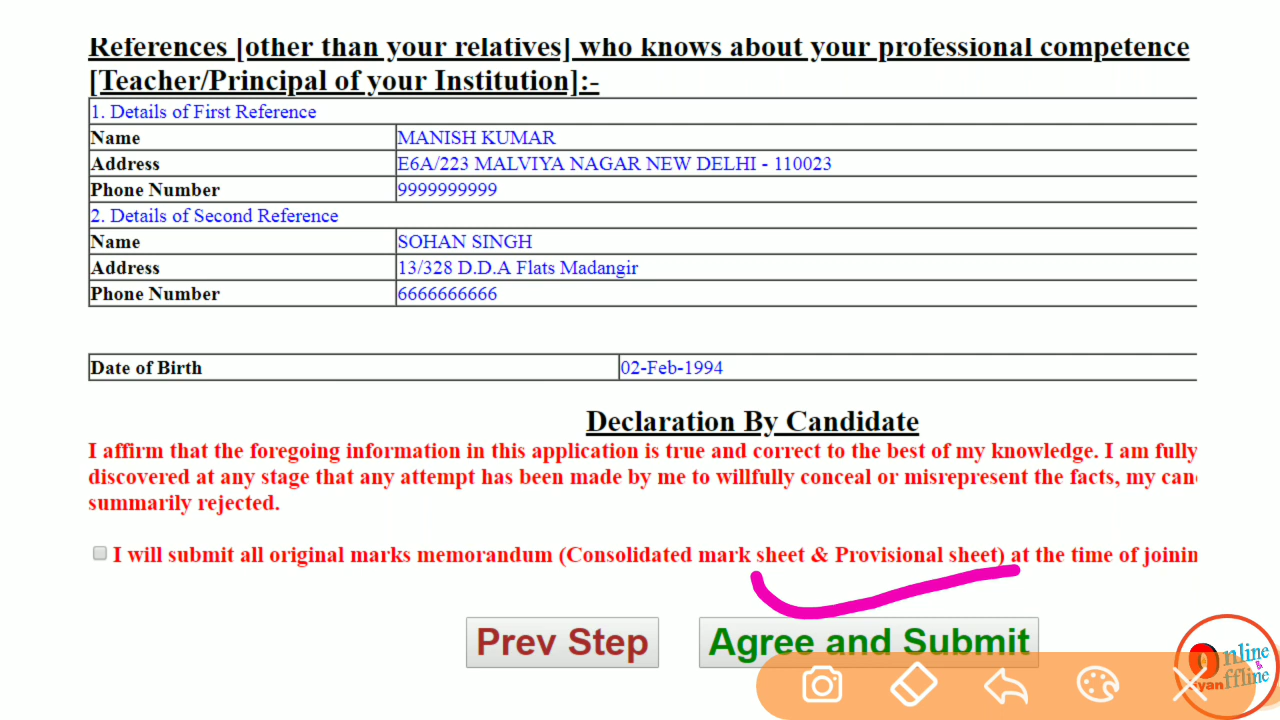 References [other than your relatives] who knows about your professional competence
[Teacher/Principal of your Institution]:-
1. Details of First Reference
Name MANISH KUMAR
Address E6A/223 MALVIYA NAGAR NEW DELHI - 110023
Phone Number 9999999999
2. Details of Second Reference
Name SOHAN SINGH
Address 13/328 D.D.A Flats Madangir
Phone Number 6666666666
Date of Birth 02-Feb-1994
Declaration By Candidate
I affirm that the foregoing information in this application is true and correct to the best of my knowledge. I am fully
discovered at any stage that any attempt has been made by me to willfully conceal or misrepresent the facts, my can
summarily rejected.
I will submit all original marks memorandum (Consolidated mark sheet & Provisional sheet) at the time of joinin
Prev Step Agree and Submit
Online
&
ffline